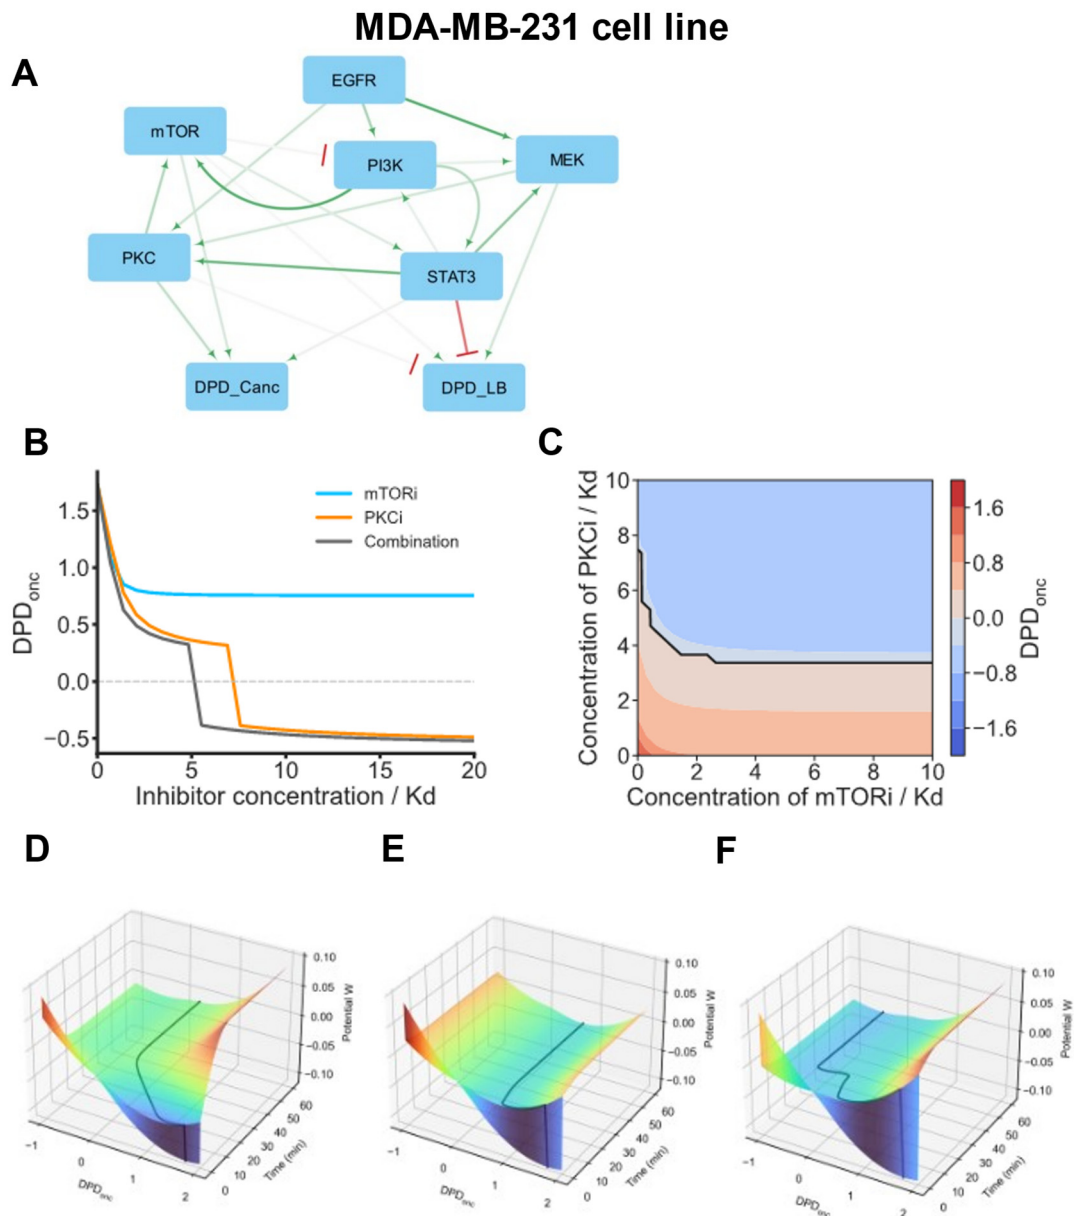 MDA-MB-231 cell line
A
EGFR
mTOR
PI3K
MEK
PKC
STAT3
DPD_Canc
DPD_LB
B
C
1.5
1.0
0.5
0.0
−0.5
DPDonc
mTORi
PKCi
Combination
0 5 10 15 20
Inhibitor concentration / Kd
Concentration of PKCi / Kd
10
8
6
4
2
0
0 2 4 6 8 10
Concentration of mTORi / Kd
1.6
0.8
0.0
−0.8
−1.6
DPDonc
D
E
F
0.10
0.05
0.00
−0.05
−0.10
Potential W
−1 0 1 2
DPDonc
0 10 20 30 40 50 60
Time (min)
0.10
0.05
0.00
−0.05
−0.10
Potential W
−1 0 1 2
DPDonc
0 10 20 30 40 50 60
Time (min)
0.10
0.05
0.00
−0.05
−0.10
Potential W
−1 0 1 2
DPDonc
0 10 20 30 40 50 60
Time (min)